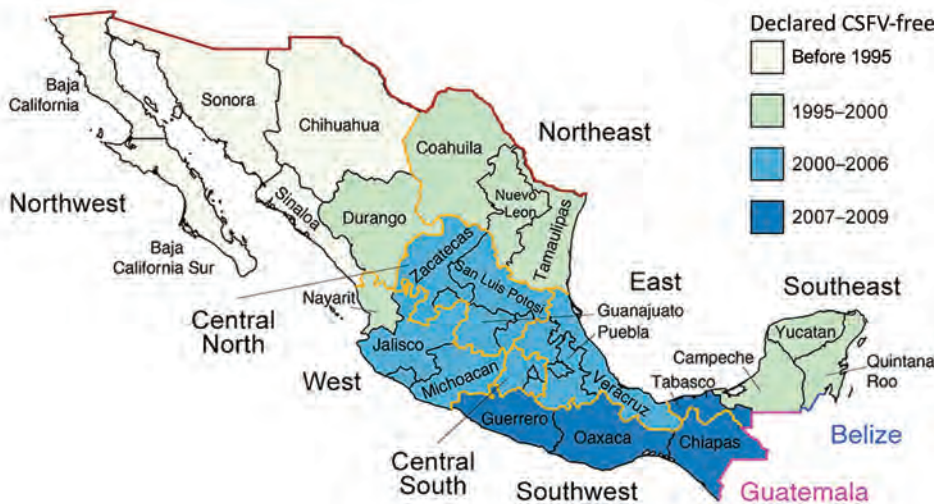 Declared CSFV-free
Before 1995
1995–2000
2000–2006
2007–2009
Baja
California
Sonora
Chihuahua
Coahuila
Northeast
Nuevo
Leon
Tamaulipas
Northwest
Sinaloa
Durango
Baja
California Sur
Zacatecas
San Luis Potosi
East
Southeast
Nayarit
Guanajuato
Puebla
Central
North
Yucatan
Campeche
Quintana
Roo
Jalisco
West
Michoacan
Veracruz
Tabasco
Belize
Guerrero
Oaxaca
Chiapas
Central
South
Southwest
Guatemala